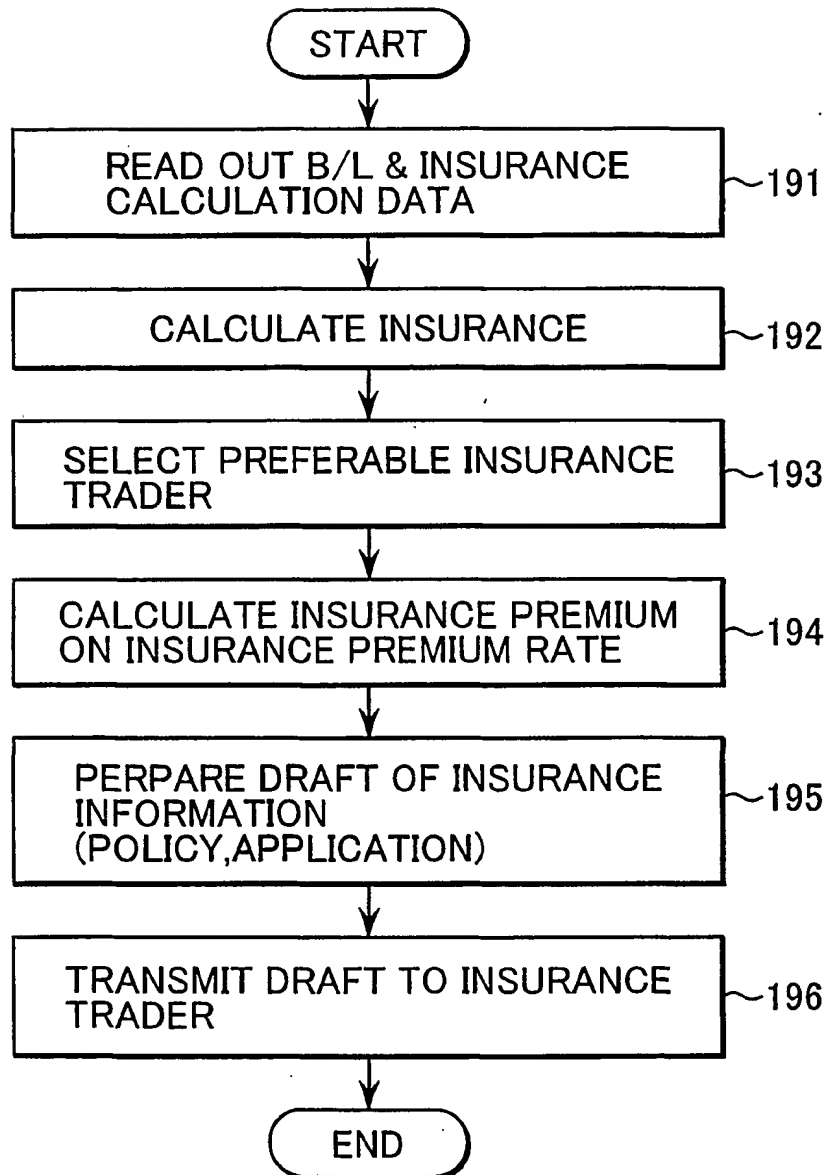 START
READ OUT B/L & INSURANCE
CALCULATION DATA
191
CALCULATE INSURANCE
192
SELECT PREFERABLE INSURANCE
TRADER
193
CALCULATE INSURANCE PREMIUM
ON INSURANCE PREMIUM RATE
194
PERPARE DRAFT OF INSURANCE
INFORMATION
(POLICY,APPLICATION)
195
TRANSMIT DRAFT TO INSURANCE
TRADER
196
END